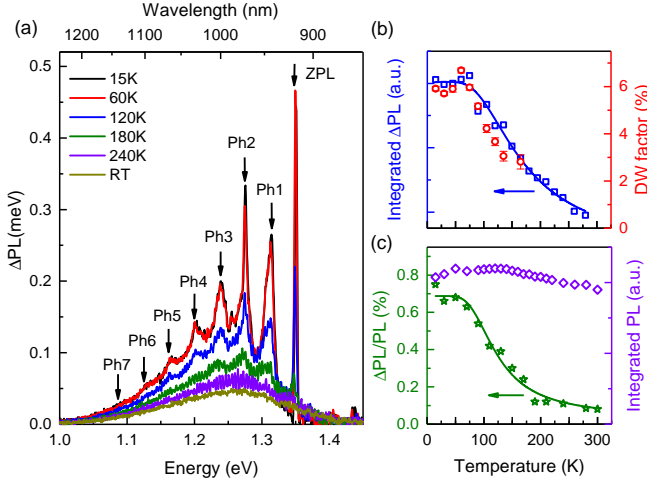 (a)
Wavelength (nm)
1200 1100 1000 900
0.5
0.4
0.3
0.2
0.1
0.0
ΔPL(meV)
15K
60K
120K
180K
240K
RT
ZPL
Ph2
Ph1
Ph3
Ph4
Ph5
Ph6
Ph7
1.0 1.1 1.2 1.3 1.4
Energy (eV)
(b)
Integrated ΔPL (a.u.)
6
4
2
0
DW factor (%)
(c)
0.8
0.6
0.4
0.2
0.0
ΔPL/PL (%)
Integrated PL (a.u.)
0 50 100 150 200 250 300
Temperature (K)